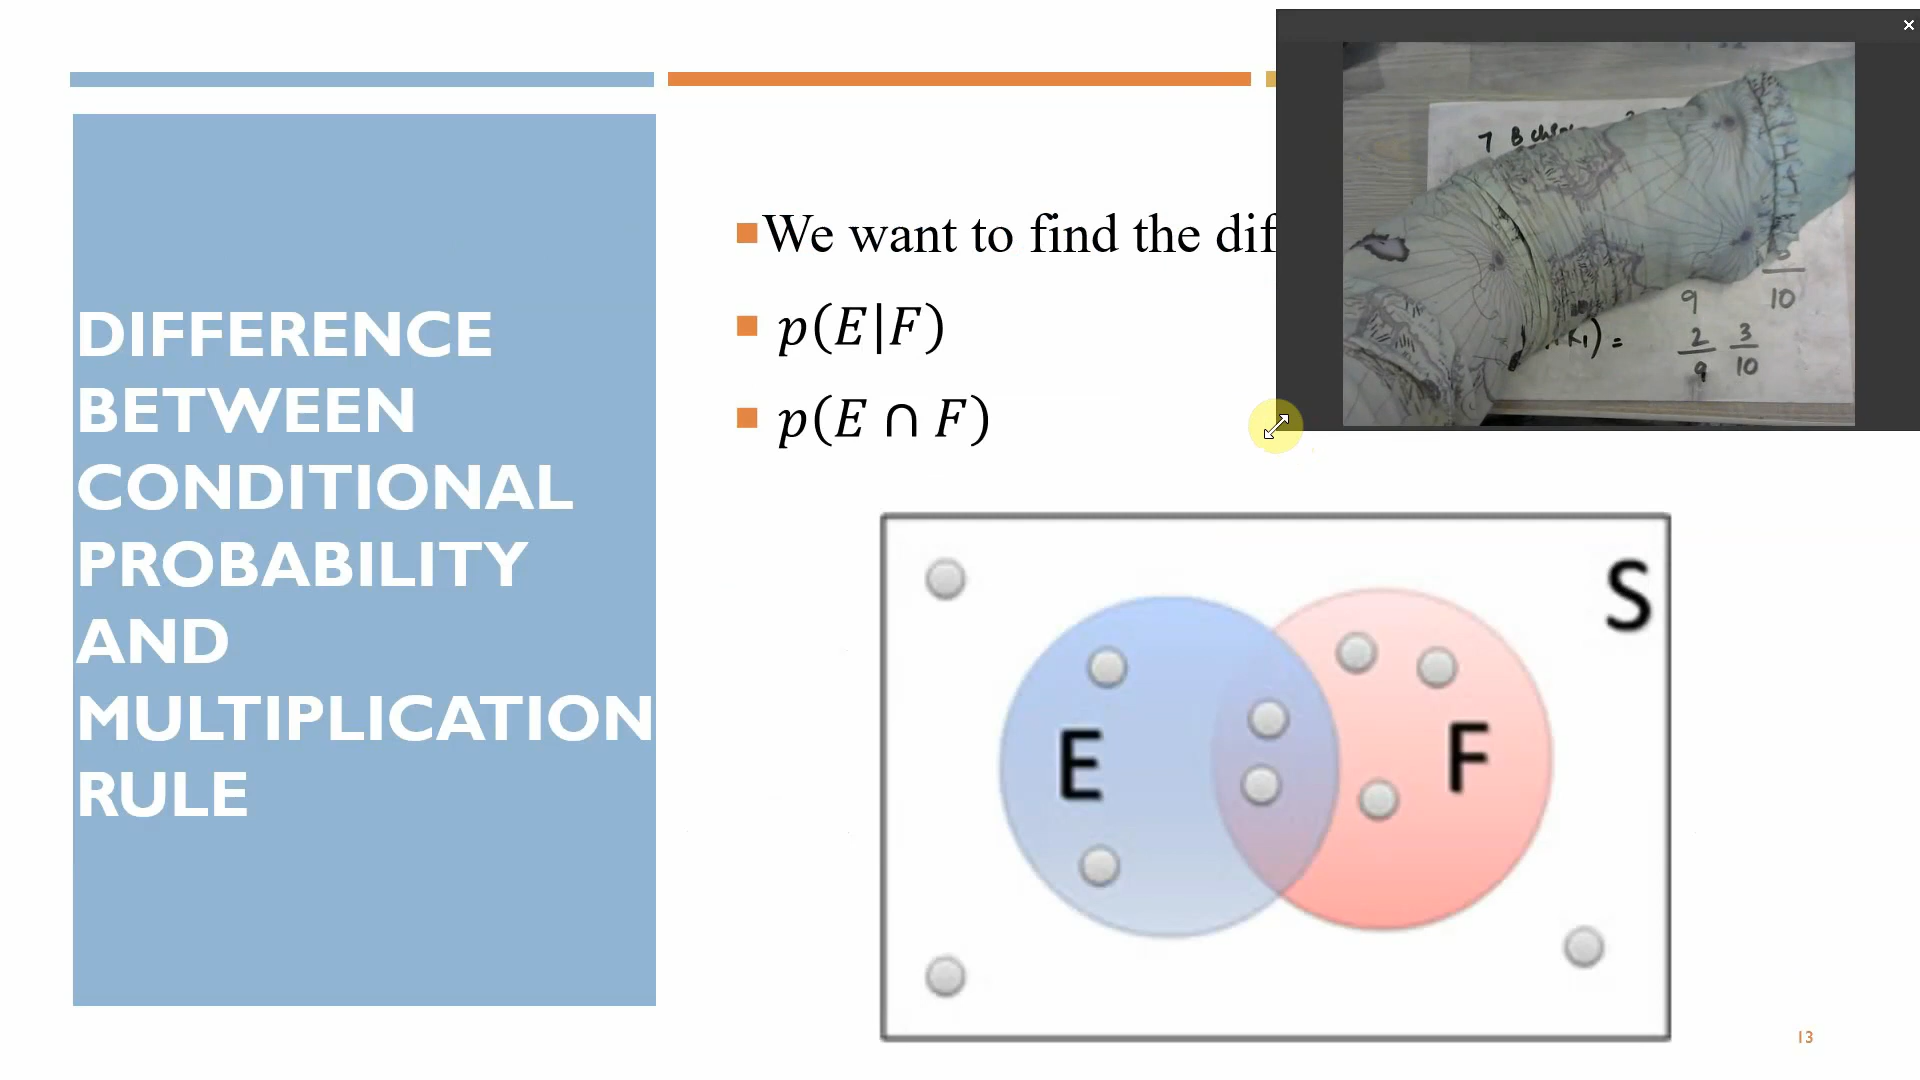 DIFFERENCE
BETWEEN
CONDITIONAL
PROBABILITY
AND
MULTIPLICATION
RULE
We want to find the dif
p(E|F)
p(E ∩ F)
S
E
F
13
7 B
9 10
R₁) = 2/9 3/10